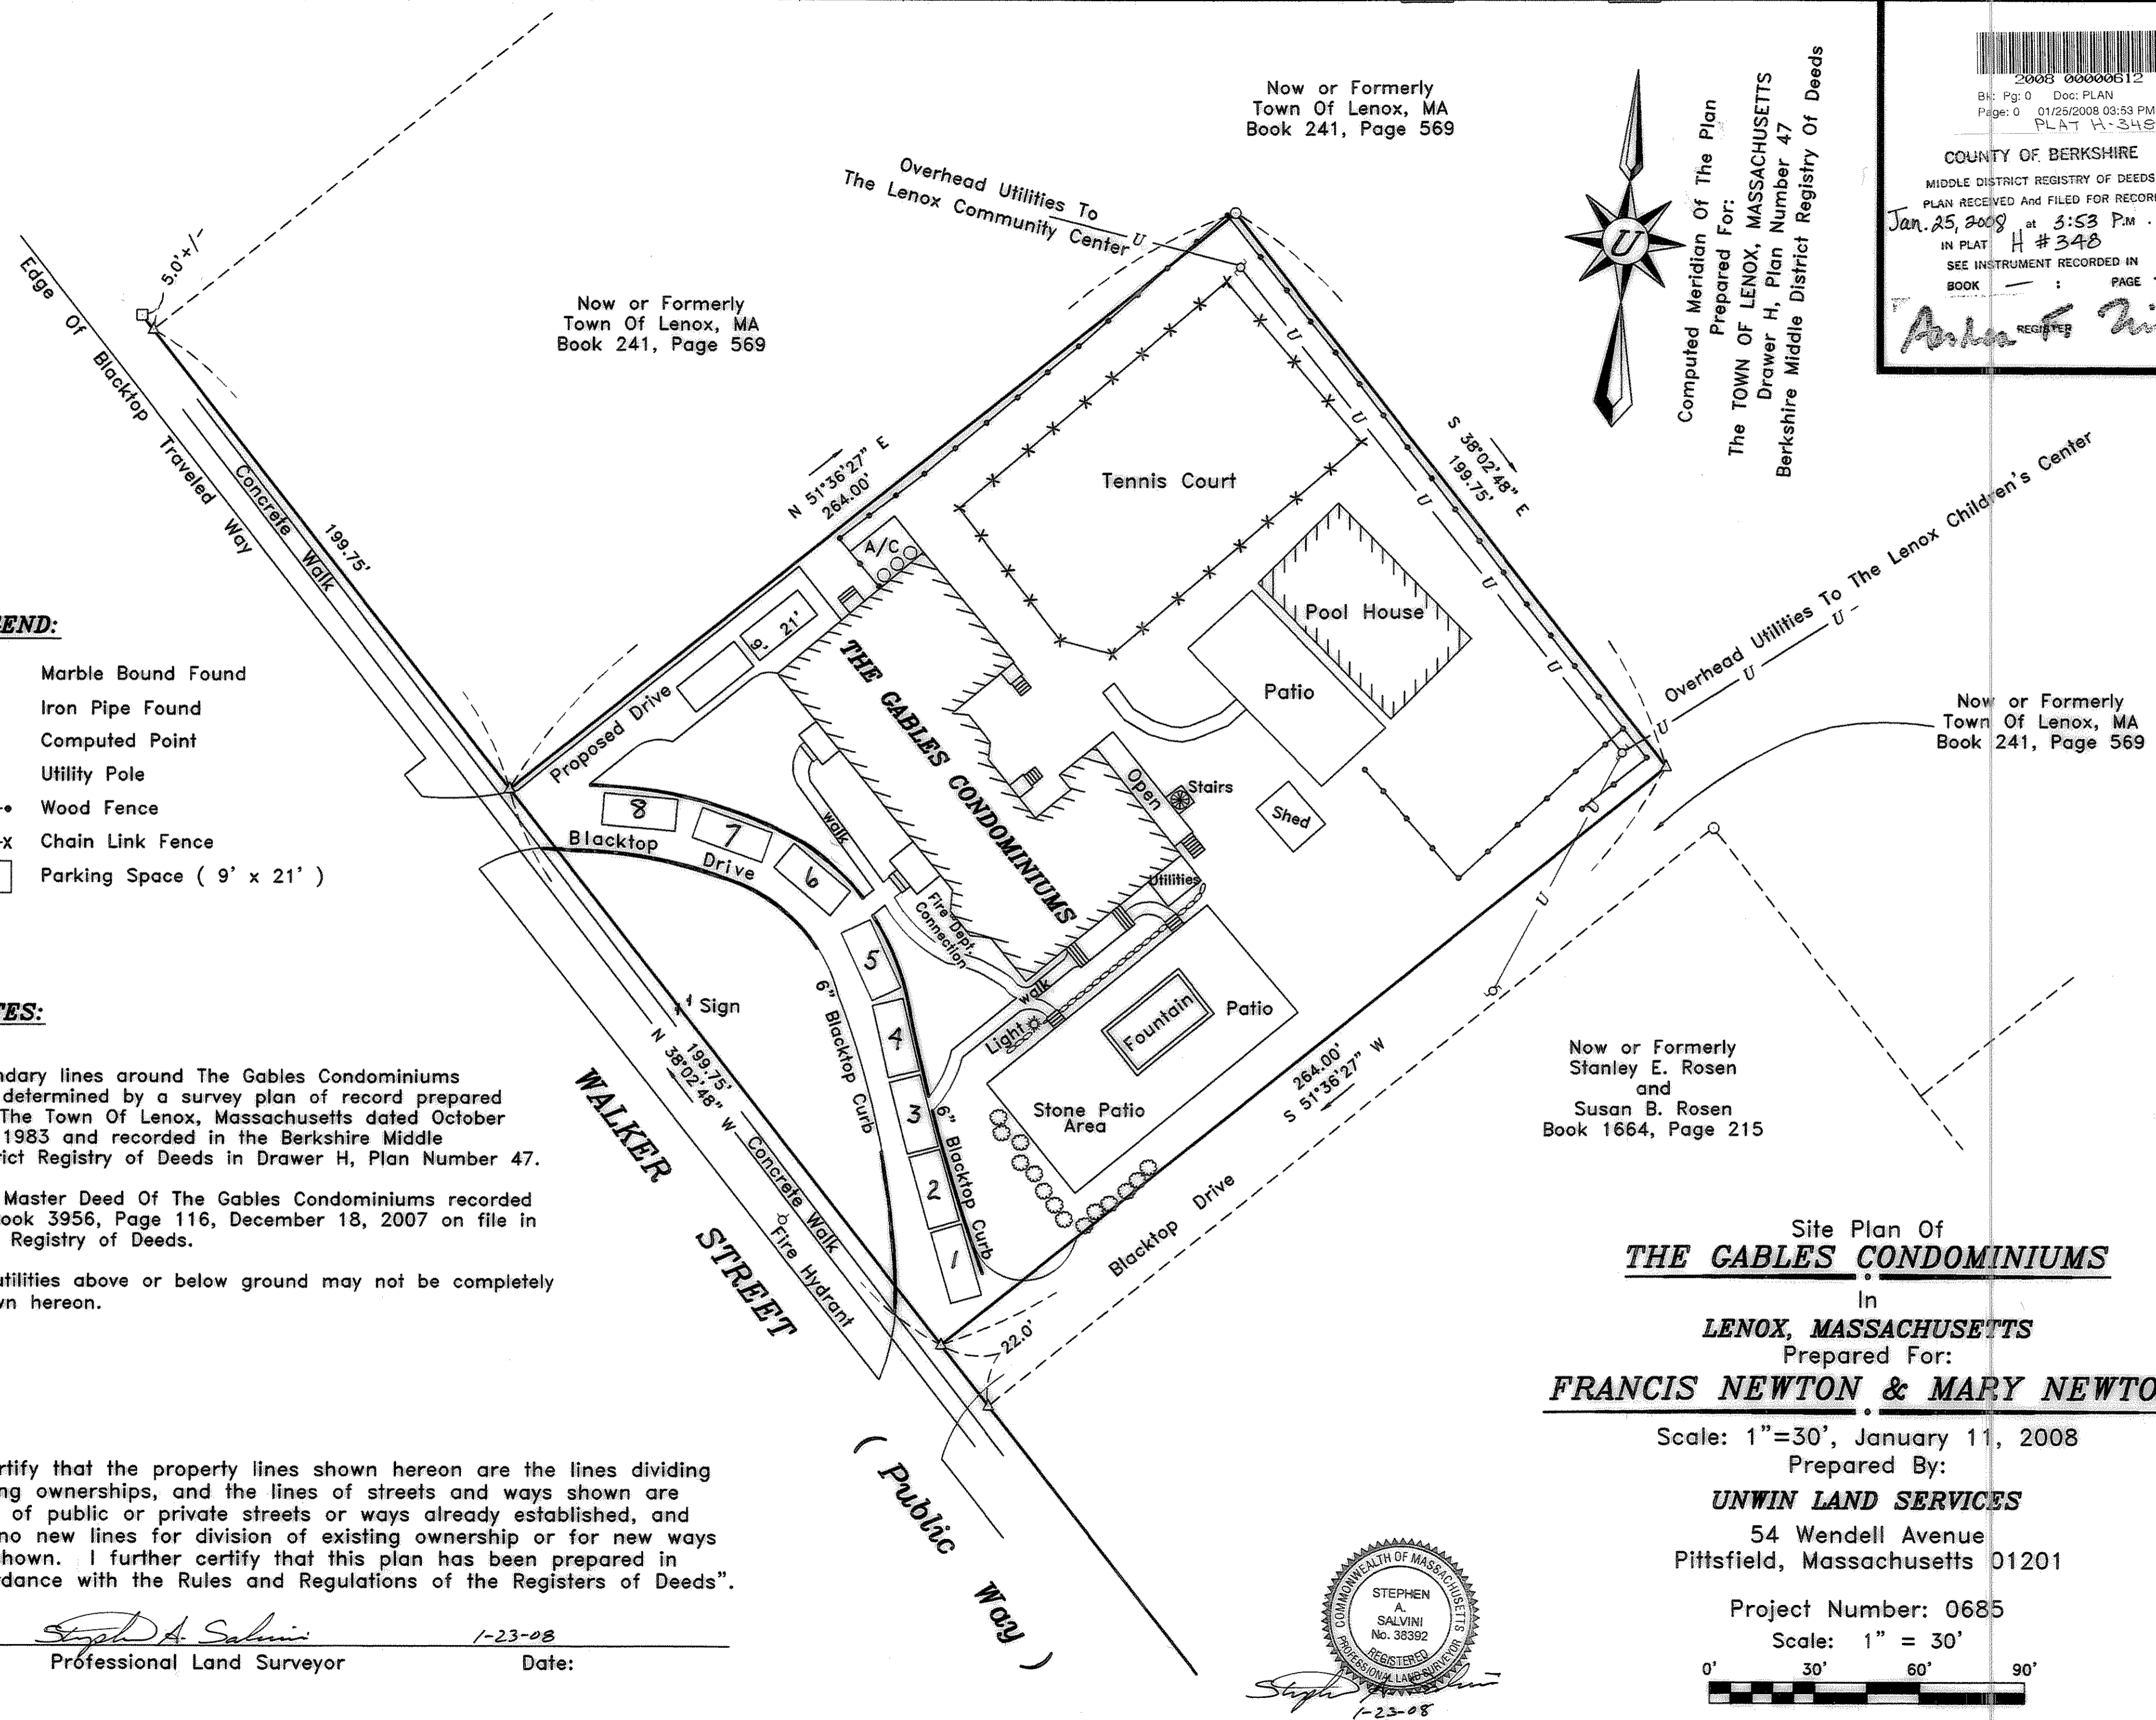 2008 00000612
Bk: Pg: 0 Doc: PLAN
Page: 0 01/25/2008 03:53 PM
PLAT H-348
COUNTY OF BERKSHIRE
MIDDLE DISTRICT REGISTRY OF DEEDS
PLAN RECEIVED And FILED FOR RECOR
Jan. 25, 2008 at 3:53 P.M.
IN PLAT H #348
SEE INSTRUMENT RECORDED IN
BOOK — : PAGE
REGISTER
Computed Meridian Of The Plan
Prepared For:
The TOWN OF LENOX, MASSACHUSETTS
Drawer H, Plan Number 47
Berkshire Middle District Registry Of Deeds
U
Now or Formerly
Town Of Lenox, MA
Book 241, Page 569
Overhead Utilities To
The Lenox Community Center
U
Now or Formerly
Town Of Lenox, MA
Book 241, Page 569
5.0'+/-
Edge Of Blacktop Traveled Way
Concrete Walk
199.75'
N 51°36'27" E
264.00'
S 38°02'48" E
199.75'
U
U
U
U
U
Tennis Court
A/C
Pool House
Patio
9' 21'
Proposed Drive
THE GABLES CONDOMINIUMS
Open
Stairs
Shed
Utilities
Overhead Utilities To The Lenox Children's Center
U
U
U
U
Now or Formerly
Town Of Lenox, MA
Book 241, Page 569
END:
Marble Bound Found
Iron Pipe Found
Computed Point
Utility Pole
Wood Fence
x Chain Link Fence
Parking Space ( 9' x 21' )
8
7
6
Blacktop Drive
walk
Fire Dept.
Connection
5
4
3
2
1
6" Blacktop Curb
6" Blacktop Curb
walk
Light
Fountain
Patio
Stone Patio
Area
Sign
199.75'
N 38°02'48" W
Concrete Walk
Fire Hydrant
264.00'
S 51°36'27" W
Blacktop Drive
22.0'
WALKER STREET
( Public Way )
Now or Formerly
Stanley E. Rosen
and
Susan B. Rosen
Book 1664, Page 215
TES:
ndary lines around The Gables Condominiums
determined by a survey plan of record prepared
The Town Of Lenox, Massachusetts dated October
1983 and recorded in the Berkshire Middle
rict Registry of Deeds in Drawer H, Plan Number 47.
Master Deed Of The Gables Condominiums recorded
ook 3956, Page 116, December 18, 2007 on file in
Registry of Deeds.
utilities above or below ground may not be completely
wn hereon.
rtify that the property lines shown hereon are the lines dividing
ng ownerships, and the lines of streets and ways shown are
of public or private streets or ways already established, and
no new lines for division of existing ownership or for new ways
hown. I further certify that this plan has been prepared in
dance with the Rules and Regulations of the Registers of Deeds".
Stephen A. Salvini 1-23-08
Professional Land Surveyor Date:
COMMONWEALTH OF MASSACHUSETTS
STEPHEN
A.
SALVINI
No. 38392
REGISTERED
PROFESSIONAL LAND SURVEYOR
Stephen A. Salvini
1-23-08
Site Plan Of
THE GABLES CONDOMINIUMS
In
LENOX, MASSACHUSETTS
Prepared For:
FRANCIS NEWTON & MARY NEWTO
Scale: 1"=30', January 11, 2008
Prepared By:
UNWIN LAND SERVICES
54 Wendell Avenue
Pittsfield, Massachusetts 01201
Project Number: 0685
Scale: 1" = 30'
0' 30' 60' 90'